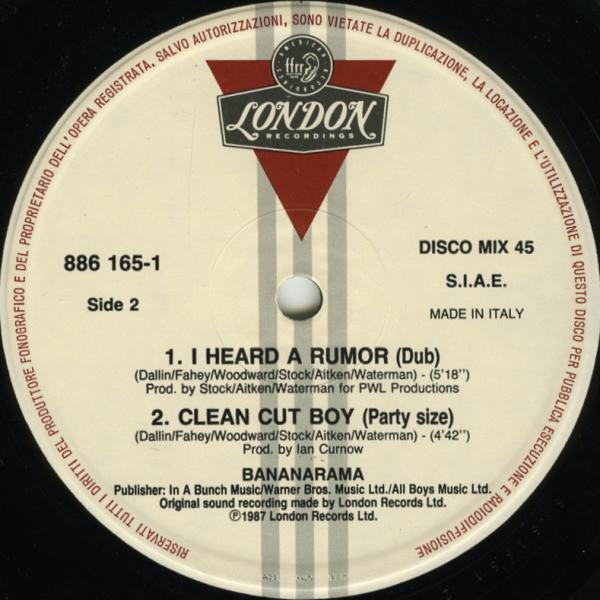 RISERVATI TUTTI I DIRITTI DEL PRODUTTORE FONOGRAFICO E DEL PROPRIETARIO DELL'OPERA REGISTRATA, SALVO AUTORIZZAZIONI, SONO VIETATE LA DUPLICAZIONE, LA LOCAZIONE E L'UTILIZZAZIONE DI QUESTO DISCO PER PUBBLICA ESECUZIONE E RADIODIFFUSIONE
ffrr
LONDON
RECORDINGS
886 165-1
Side 2
DISCO MIX 45
S.I.A.E.
MADE IN ITALY
1. I HEARD A RUMOR (Dub)
(Dallin/Fahey/Woodward/Stock/Aitken/Waterman) - (5'18'')
Prod. by Stock/Aitken/Waterman for PWL Productions
2. CLEAN CUT BOY (Party size)
(Dallin/Fahey/Woodward/Stock/Aitken/Waterman) - (4'42'')
Prod. by Ian Curnow
BANANARAMA
Publisher: In A Bunch Music/Warner Bros. Music Ltd./All Boys Music Ltd.
Original sound recording made by London Records Ltd.
℗1987 London Records Ltd.